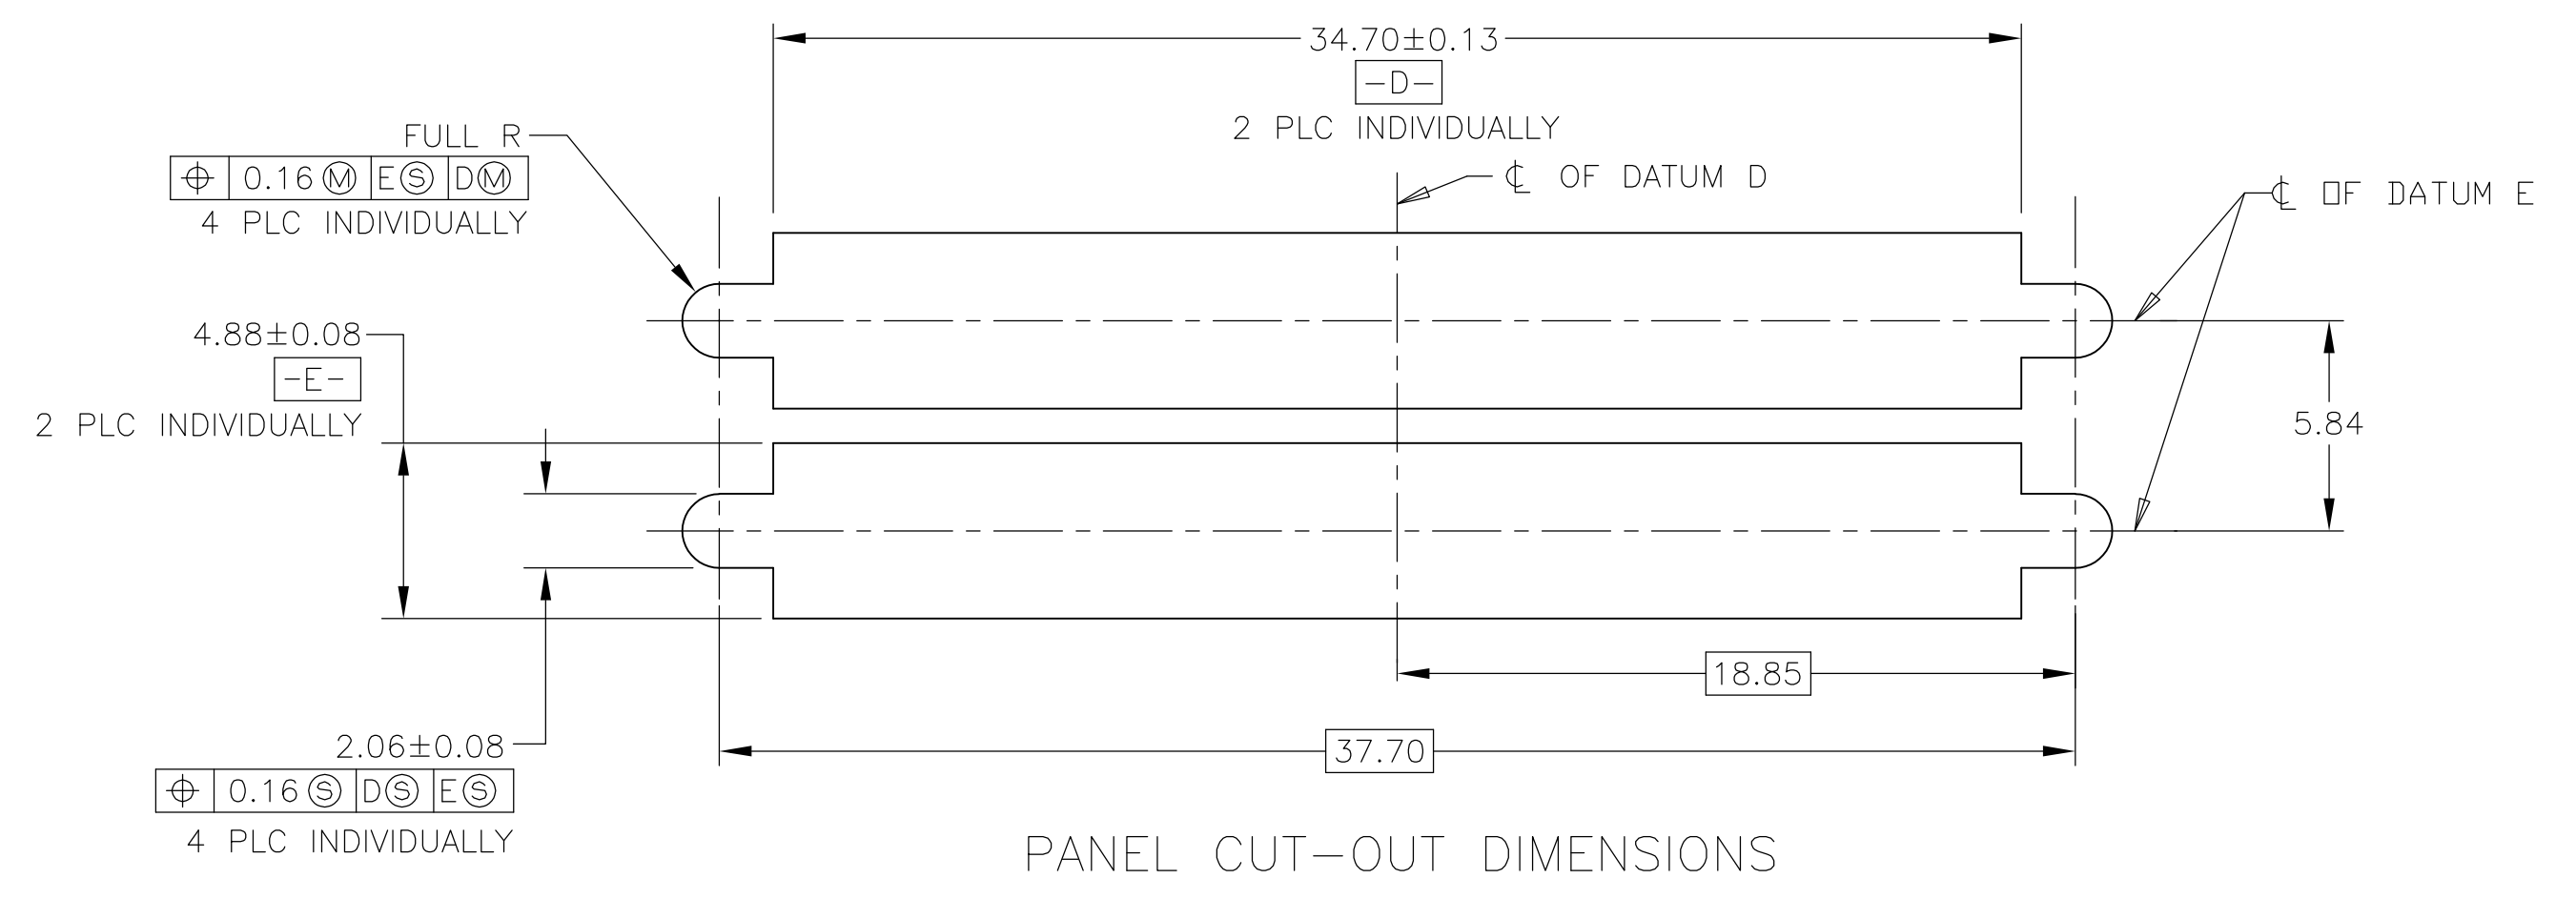 34.70±0.13
-D-
2 PLC INDIVIDUALLY
FULL R
⌖ 0.16Ⓜ EⓈ DⓂ
4 PLC INDIVIDUALLY
℄ OF DATUM D
℄ OF DATUM E
4.88±0.08
-E-
2 PLC INDIVIDUALLY
5.84
18.85
37.70
2.06±0.08
⌖ 0.16Ⓢ DⓈ EⓈ
4 PLC INDIVIDUALLY
PANEL CUT-OUT DIMENSIONS